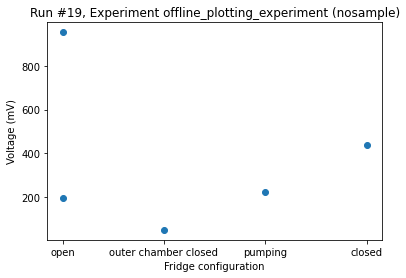 Run #19, Experiment offline_plotting_experiment (nosample)
Voltage (mV)
800
600
400
200
open outer chamber closed pumping closed
Fridge configuration